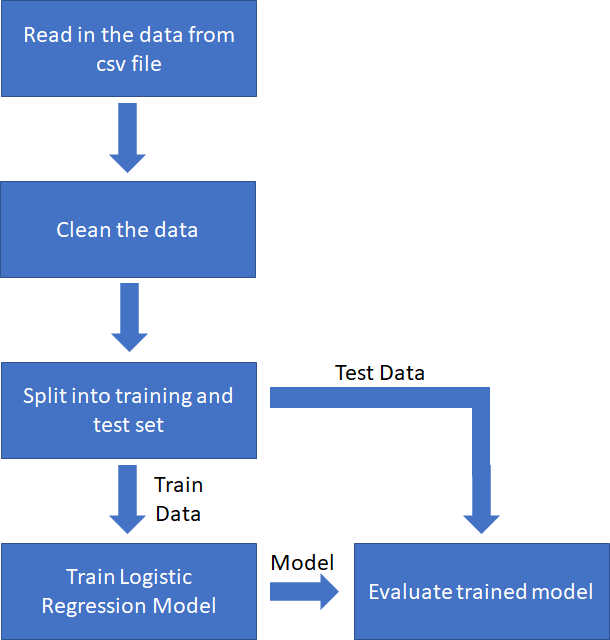 Read in the data from
csv file
Clean the data
Split into training and
test set
Test Data
Train
Data
Train Logistic
Regression Model
Model
Evaluate trained model